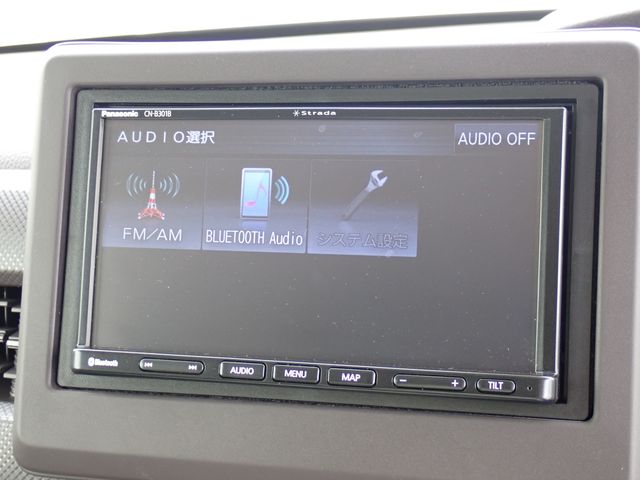 Panasonic CN-B301B Strada
AUDIO選択
AUDIO OFF
FM/AM
BLUETOOTH Audio
システム設定
Bluetooth
AUDIO
MENU
MAP
TILT